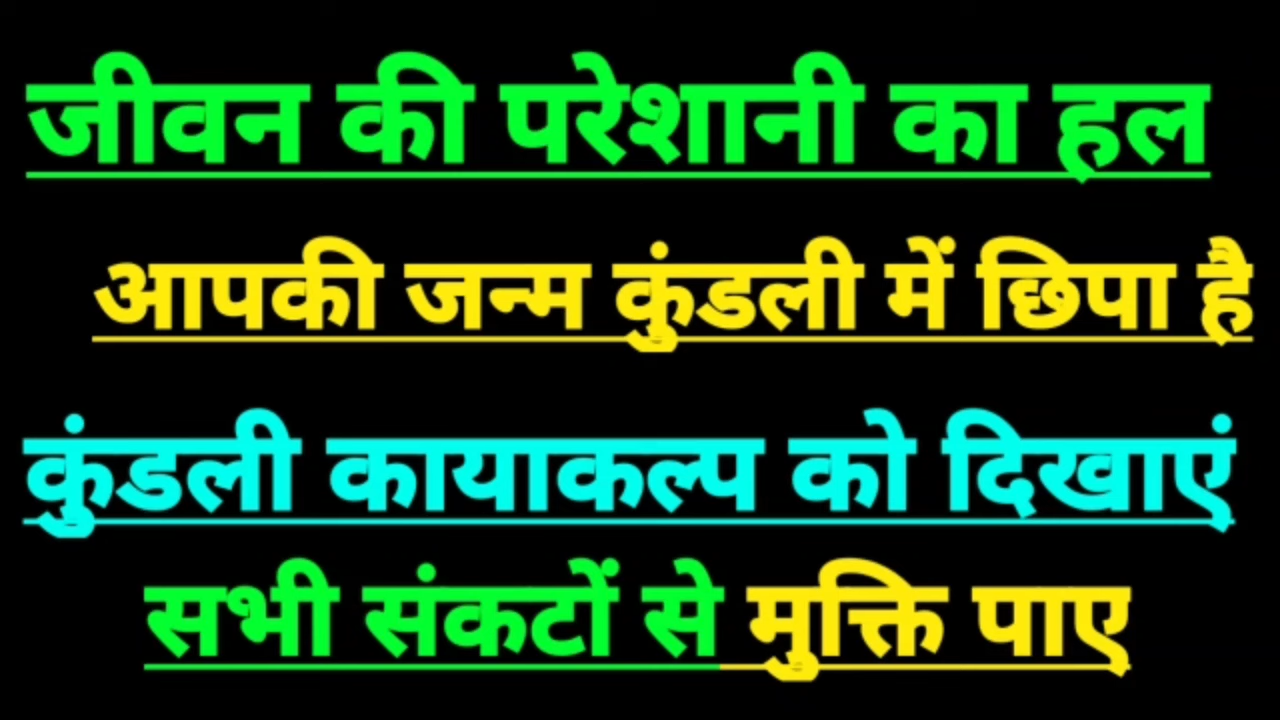 जीवन की परेशानी का हल
आपकी जन्म कुंडली में छिपा है
कुंडली कायाकल्प को दिखाएं
सभी संकटों से मुक्ति पाए